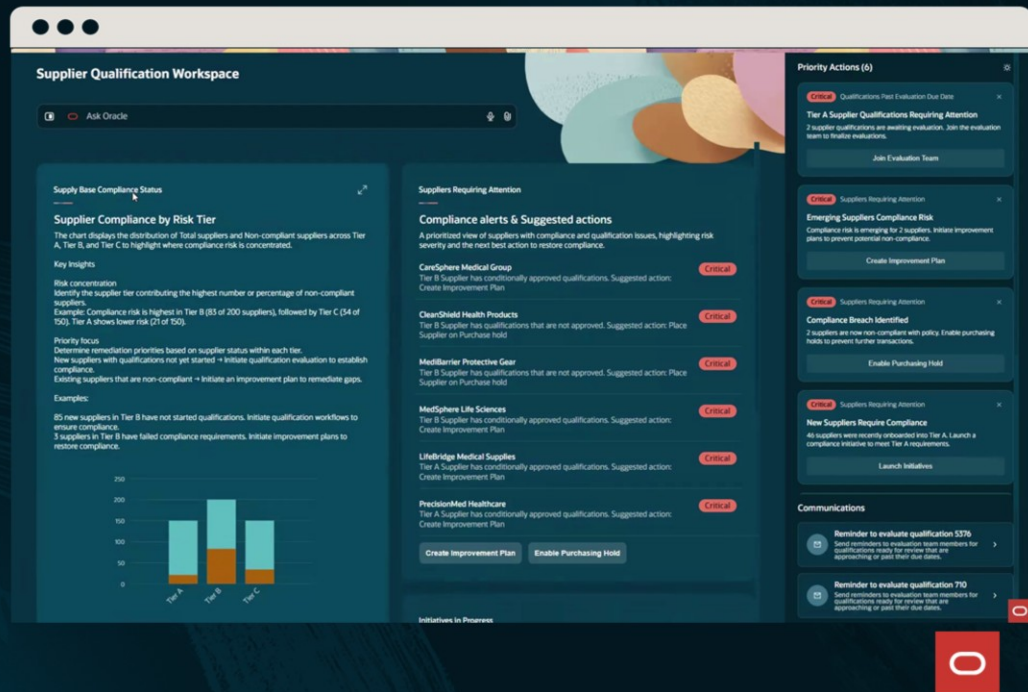 Supplier Qualification Workspace
Ask Oracle
Supply Base Compliance Status
Supplier Compliance by Risk Tier
The chart displays the distribution of Total suppliers and Non-compliant suppliers across Tier
A, Tier B, and Tier C to highlight where compliance risk is concentrated.
Key Insights
Risk concentration
Identify the supplier tier contributing the highest number or percentage of non-compliant
suppliers.
Example: Compliance risk is highest in Tier B (83 of 200 suppliers), followed by Tier C (34 of
150). Tier A shows lower risk (21 of 150).
Priority focus
Determine remediation priorities based on supplier status within each tier.
New suppliers with qualifications not yet started → Initiate qualification evaluation to establish
compliance.
Existing suppliers that are non-compliant → Initiate an improvement plan to remediate gaps.
Examples:
85 new suppliers in Tier B have not started qualifications. Initiate qualification workflows to
ensure compliance.
3 suppliers in Tier B have failed compliance requirements. Initiate improvement plans to
restore compliance.
250
200
150
100
50
0
Tier A
Tier B
Tier C
Suppliers Requiring Attention
Compliance alerts & Suggested actions
A prioritized view of suppliers with compliance and qualification issues, highlighting risk
severity and the next best action to restore compliance.
CareSphere Medical Group
Critical
Tier B Supplier has conditionally approved qualifications. Suggested action:
Create Improvement Plan
CleanShield Health Products
Critical
Tier B Supplier has qualifications that are not approved. Suggested action: Place
Supplier on Purchase hold
MediBarrier Protective Gear
Critical
Tier B Supplier has qualifications that are not approved. Suggested action: Place
Supplier on Purchase hold
MedSphere Life Sciences
Critical
Tier B Supplier has conditionally approved qualifications. Suggested action:
Create Improvement Plan
LifeBridge Medical Supplies
Critical
Tier A Supplier has conditionally approved qualifications. Suggested action:
Create Improvement Plan
PrecisionMed Healthcare
Critical
Tier A Supplier has conditionally approved qualifications. Suggested action:
Create Improvement Plan
Create Improvement Plan
Enable Purchasing Hold
Initiatives in Progress
Priority Actions (6)
Critical Qualifications Past Evaluation Due Date
Tier A Supplier Qualifications Requiring Attention
2 supplier qualifications are awaiting evaluation. Join the evaluation
team to finalize evaluations.
Join Evaluation Team
Critical Suppliers Requiring Attention
Emerging Suppliers Compliance Risk
Compliance risk is emerging for 2 suppliers. Initiate improvement
plans to prevent potential non-compliance.
Create Improvement Plan
Critical Suppliers Requiring Attention
Compliance Breach Identified
2 suppliers are now non-compliant with policy. Enable purchasing
holds to prevent further transactions.
Enable Purchasing Hold
Critical Suppliers Requiring Attention
New Suppliers Require Compliance
46 suppliers were recently onboarded into Tier A. Launch a
compliance initiative to meet Tier A requirements.
Launch Initiatives
Communications
Reminder to evaluate qualification 5376
Send reminders to evaluation team members for
qualifications ready for review that are
approaching or past their due dates.
Reminder to evaluate qualification 710
Send reminders to evaluation team members for
qualifications ready for review that are
approaching or past their due dates.